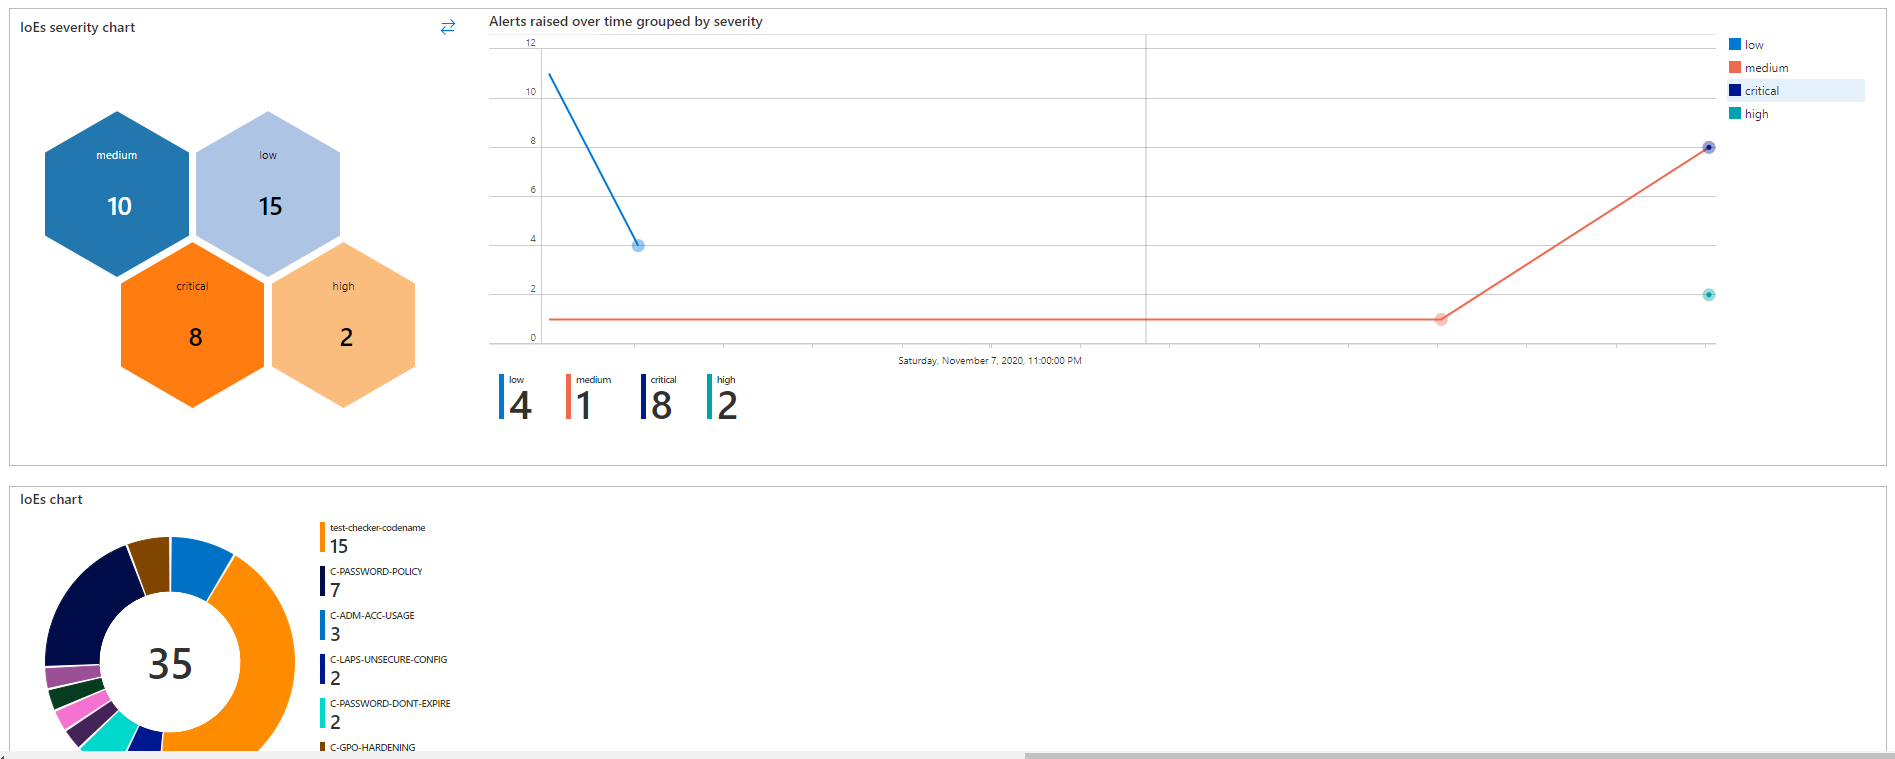 IoEs severity chart
medium
10
low
15
critical
8
high
2
Alerts raised over time grouped by severity
12
10
8
6
4
2
0
Saturday, November 7, 2020, 11:00:00 PM
low
medium
critical
high
low
4
medium
1
critical
8
high
2
IoEs chart
35
test-checker-codename
15
C-PASSWORD-POLICY
7
C-ADM-ACC-USAGE
3
C-LAPS-UNSECURE-CONFIG
2
C-PASSWORD-DONT-EXPIRE
2
C-GPO-HARDENING